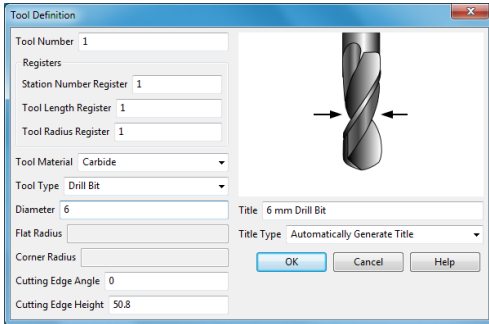 Tool Definition
Tool Number 1
Registers
Station Number Register 1
Tool Length Register 1
Tool Radius Register 1
Tool Material Carbide
Tool Type Drill Bit
Diameter 6
Flat Radius
Corner Radius
Cutting Edge Angle 0
Cutting Edge Height 50.8
Title 6 mm Drill Bit
Title Type Automatically Generate Title
OK Cancel Help